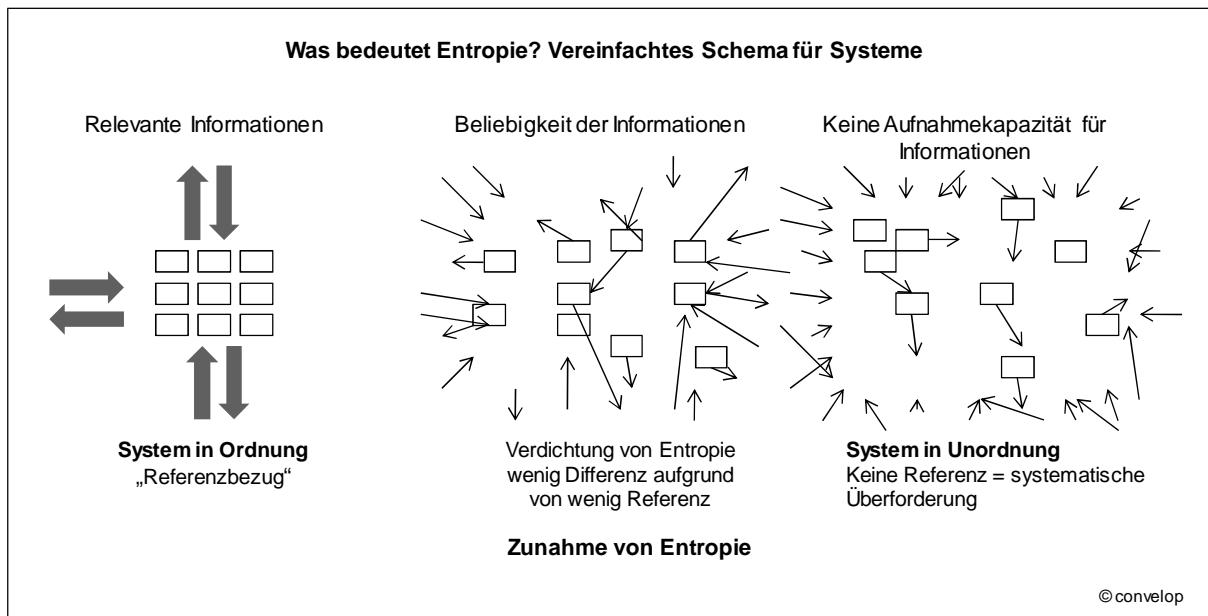 Was bedeutet Entropie? Vereinfachtes Schema für Systeme
Relevante Informationen
Beliebigkeit der Informationen
Keine Aufnahmekapazität für
Informationen
System in Ordnung
„Referenzbezug“
Verdichtung von Entropie
wenig Differenz aufgrund
von wenig Referenz
System in Unordnung
Keine Referenz = systematische
Überforderung
Zunahme von Entropie
© convelop